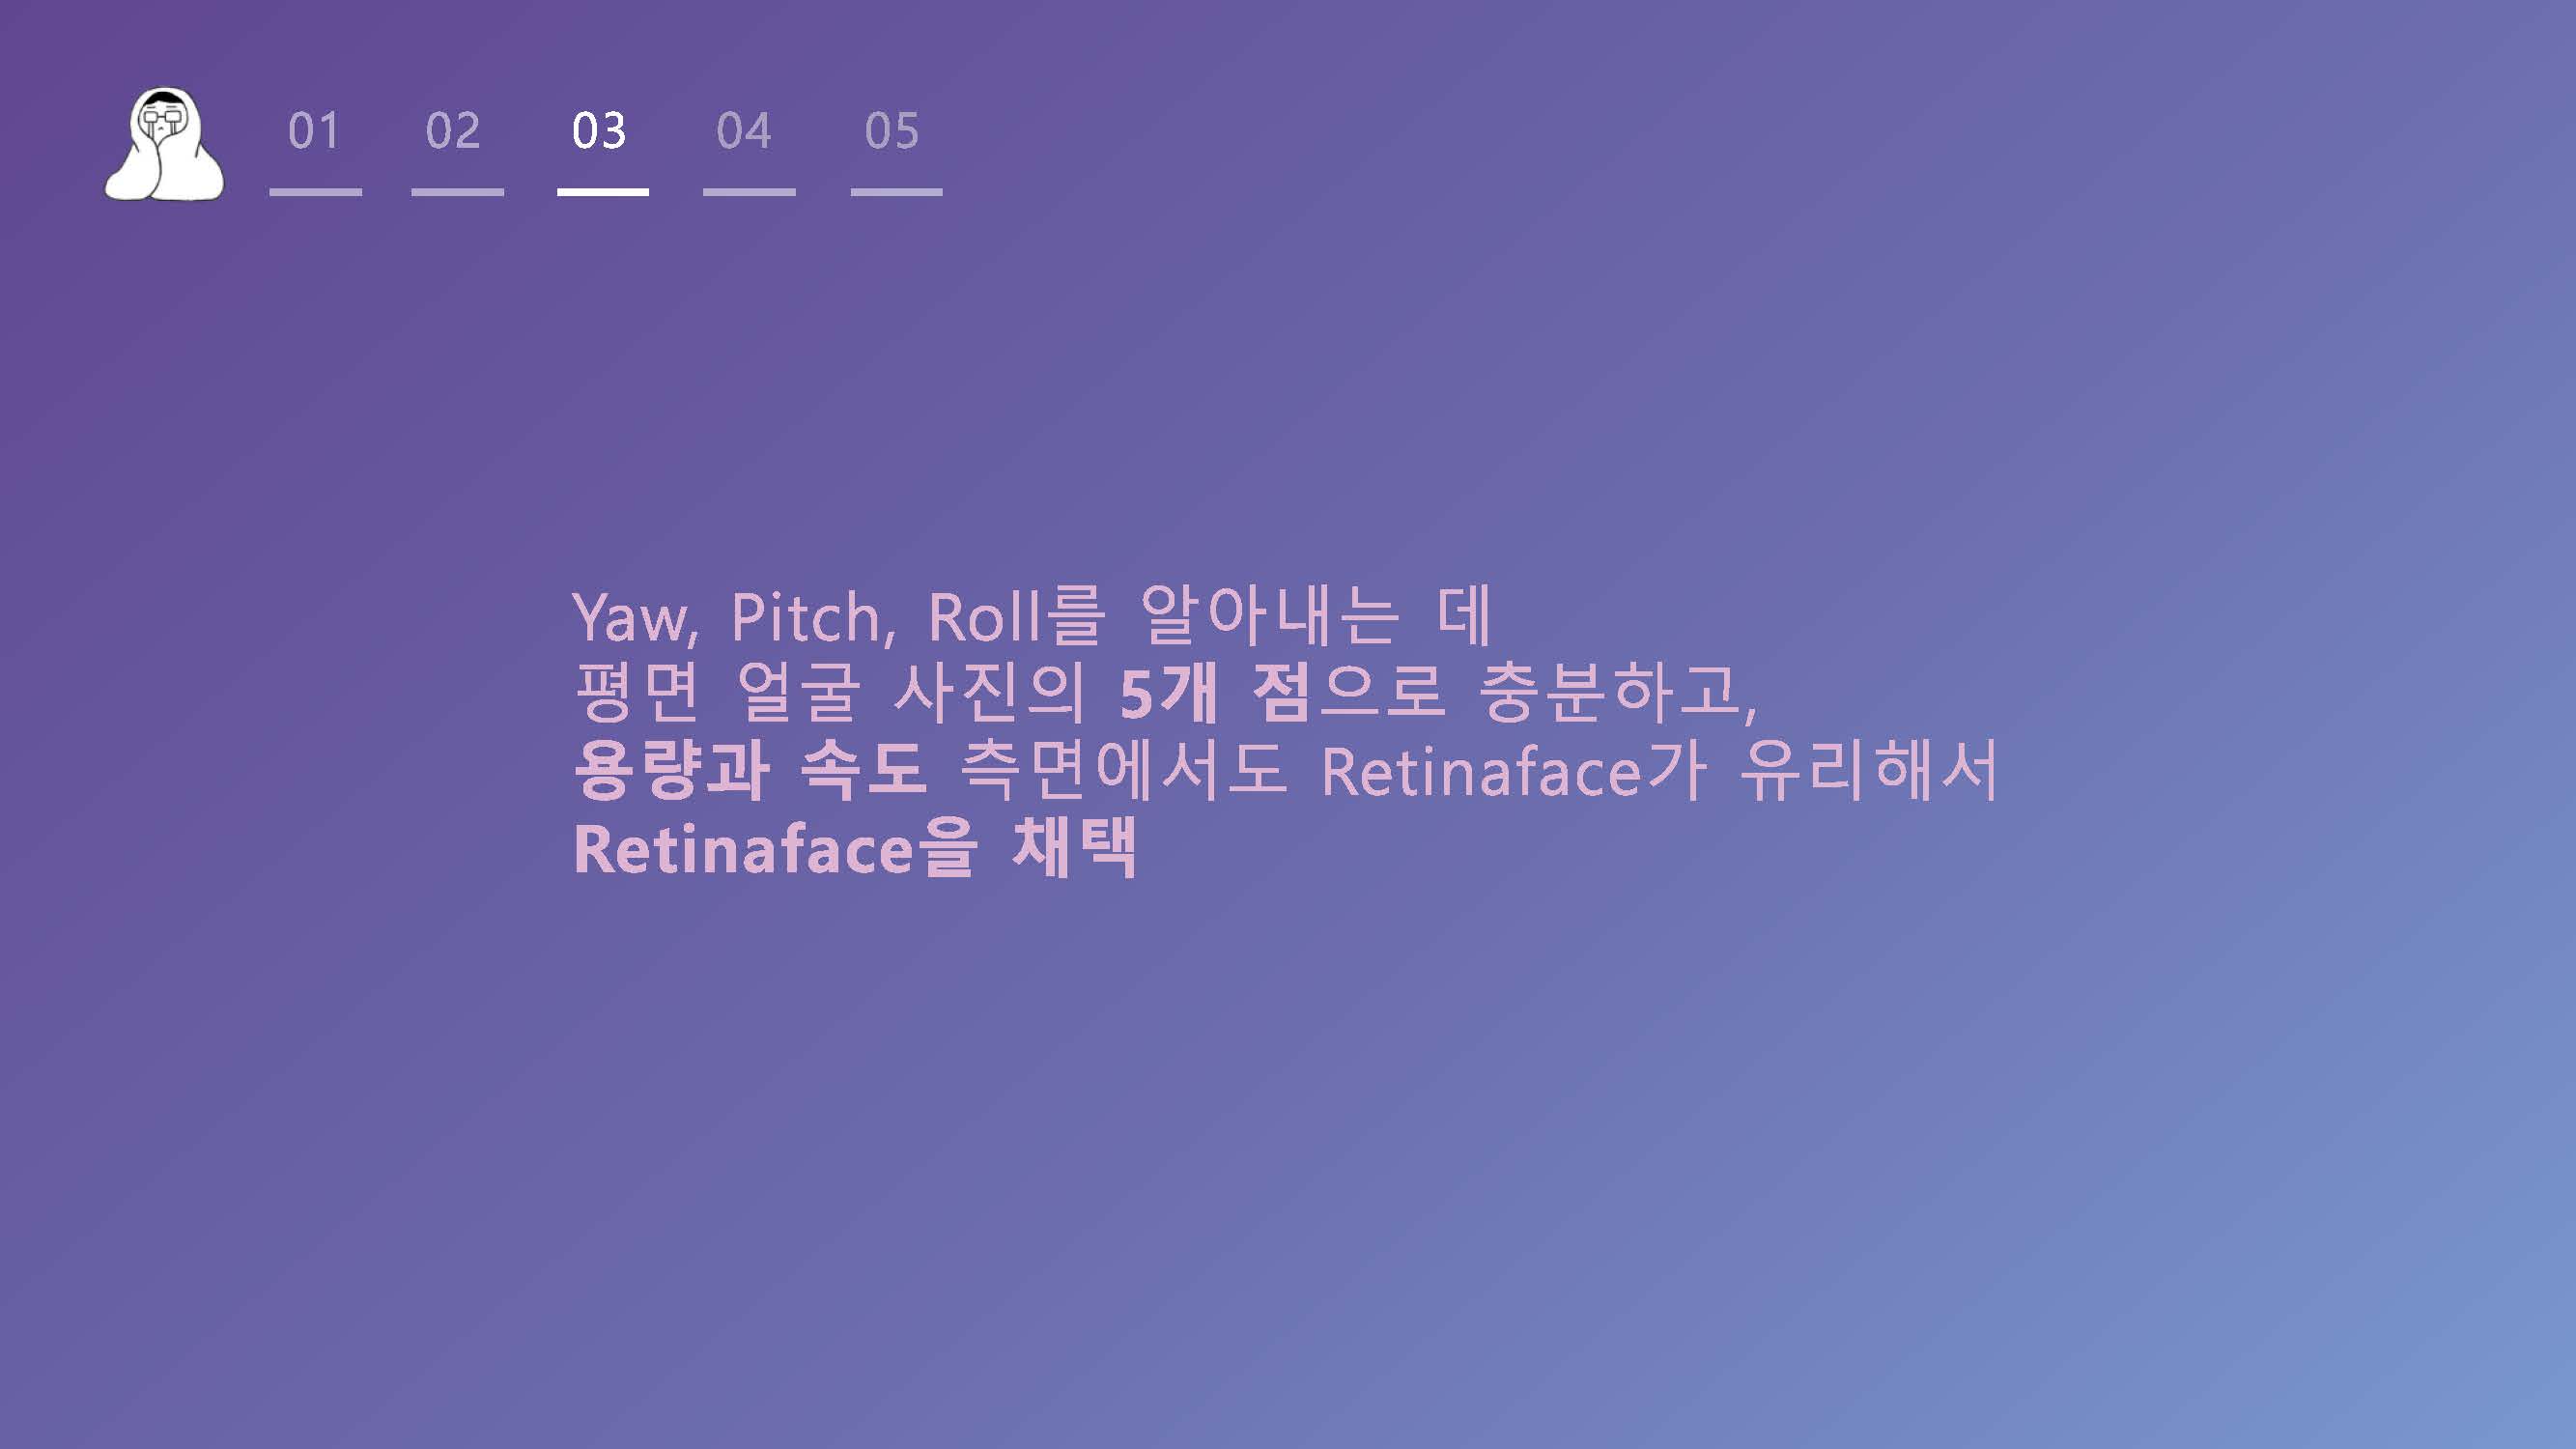 01 02 03 04 05
Yaw, Pitch, Roll를 알아내는 데
평면 얼굴 사진의 5개 점으로 충분하고,
용량과 속도 측면에서도 Retinaface가 유리해서
Retinaface을 채택